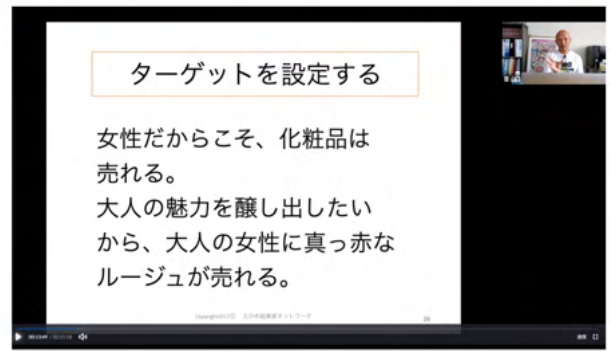 ターゲットを設定する
女性だからこそ、化粧品は
売れる。
大人の魅力を醸し出したい
から、大人の女性に真っ赤な
ルージュが売れる。
26